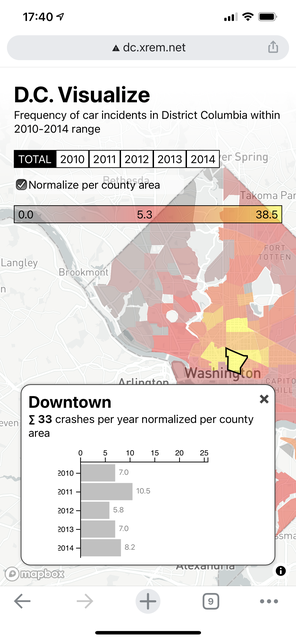 17:40
dc.xrem.net
D.C. Visualize
Frequency of car incidents in District Columbia within
2010-2014 range
TOTAL 2010 2011 2012 2013 2014
er Spring
Bethesda
Normalize per county area
Takoma Par
0.0 5.3 38.5
FORT
TOTTEN
Langley
Brookmont
Washington
CAPITO
HILL
Arlington
Downtown
∑ 33 crashes per year normalized per county
area
0 5 10 15 20 25
2010 7.0
2011 10.5
2012 5.8
2013 7.0
2014 8.2
Alexandria
mapbox
9